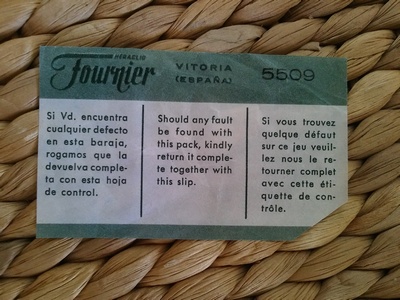 HERACLIO
Fournier
VITORIA
(ESPAÑA)
5509
Si Vd. encuentra
cualquier defecto
en esta baraja,
rogamos que la
devuelva comple-
ta con esta hoja
de control.
Should any fault
be found with
this pack, kindly
return it comple-
te together with
this slip.
Si vous trouvez
quelque défaut
sur ce jeu veuil-
lez nous le re-
tourner complet
avec cette éti-
quette de con-
trôle.